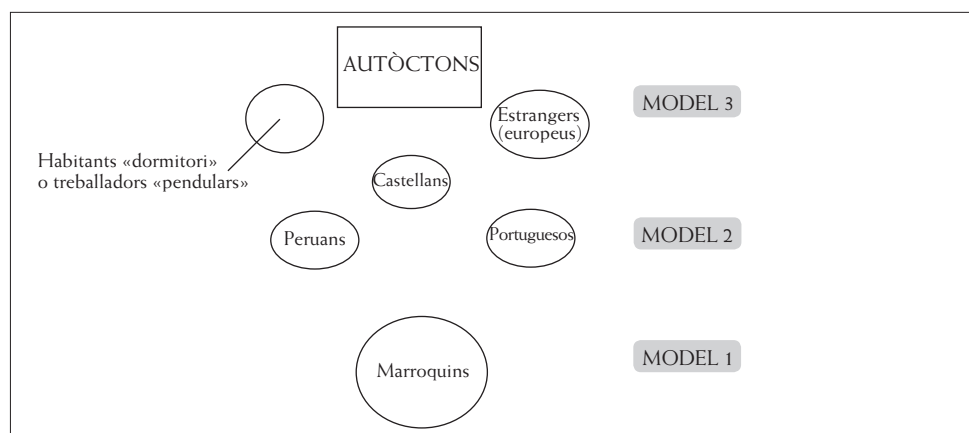 AUTÒCTONS
MODEL 3
Estrangers
(europeus)
Habitants «dormitori»
o treballadors «pendulars»
Castellans
Peruans
Portuguesos
MODEL 2
Marroquins
MODEL 1